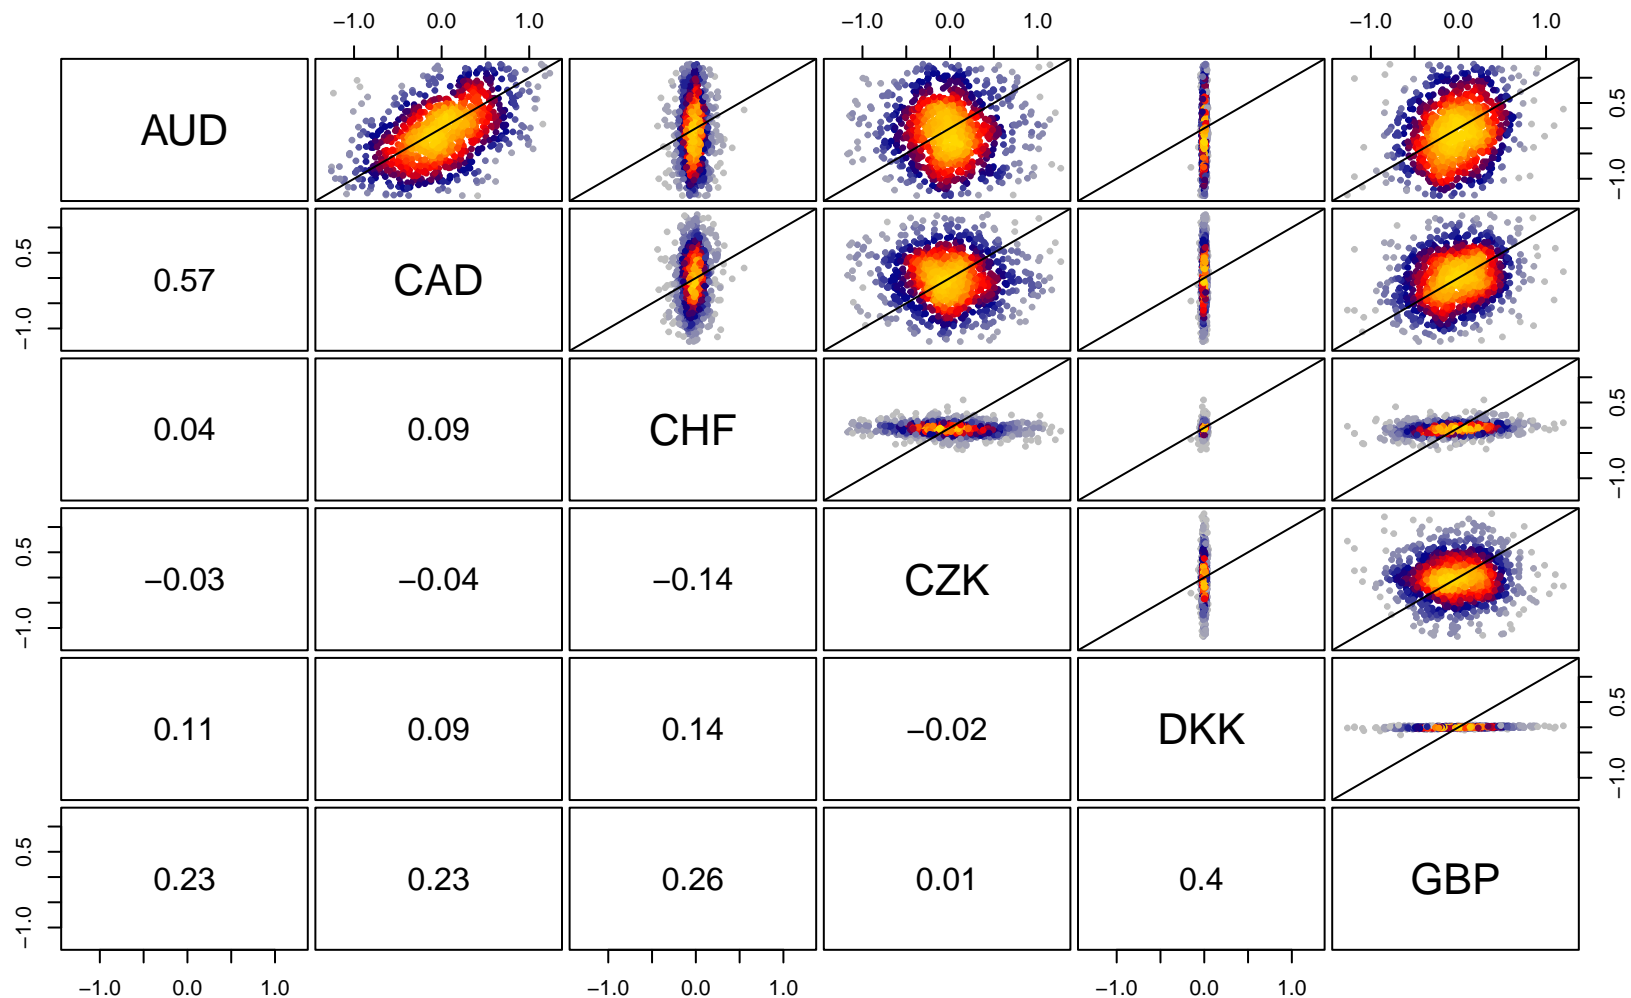 −1.0 0.0 1.0 −1.0 0.0 1.0 −1.0 0.0 1.0
AUD 0.5 −1.0
0.5 −1.0 0.57 CAD
0.04 0.09 CHF 0.5 −1.0
0.5 −1.0 −0.03 −0.04 −0.14 CZK
0.11 0.09 0.14 −0.02 DKK 0.5 −1.0
0.5 −1.0 0.23 0.23 0.26 0.01 0.4 GBP
−1.0 0.0 1.0 −1.0 0.0 1.0 −1.0 0.0 1.0